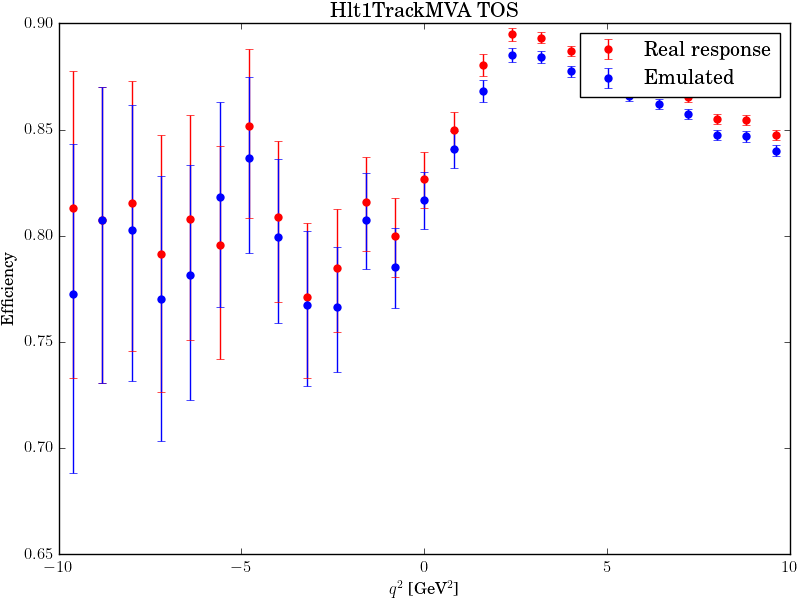 Hlt1TrackMVA TOS
Real response
Emulated
Efficiency
0.90
0.85
0.80
0.75
0.70
0.65
−10
−5
0
5
10
q² [GeV²]